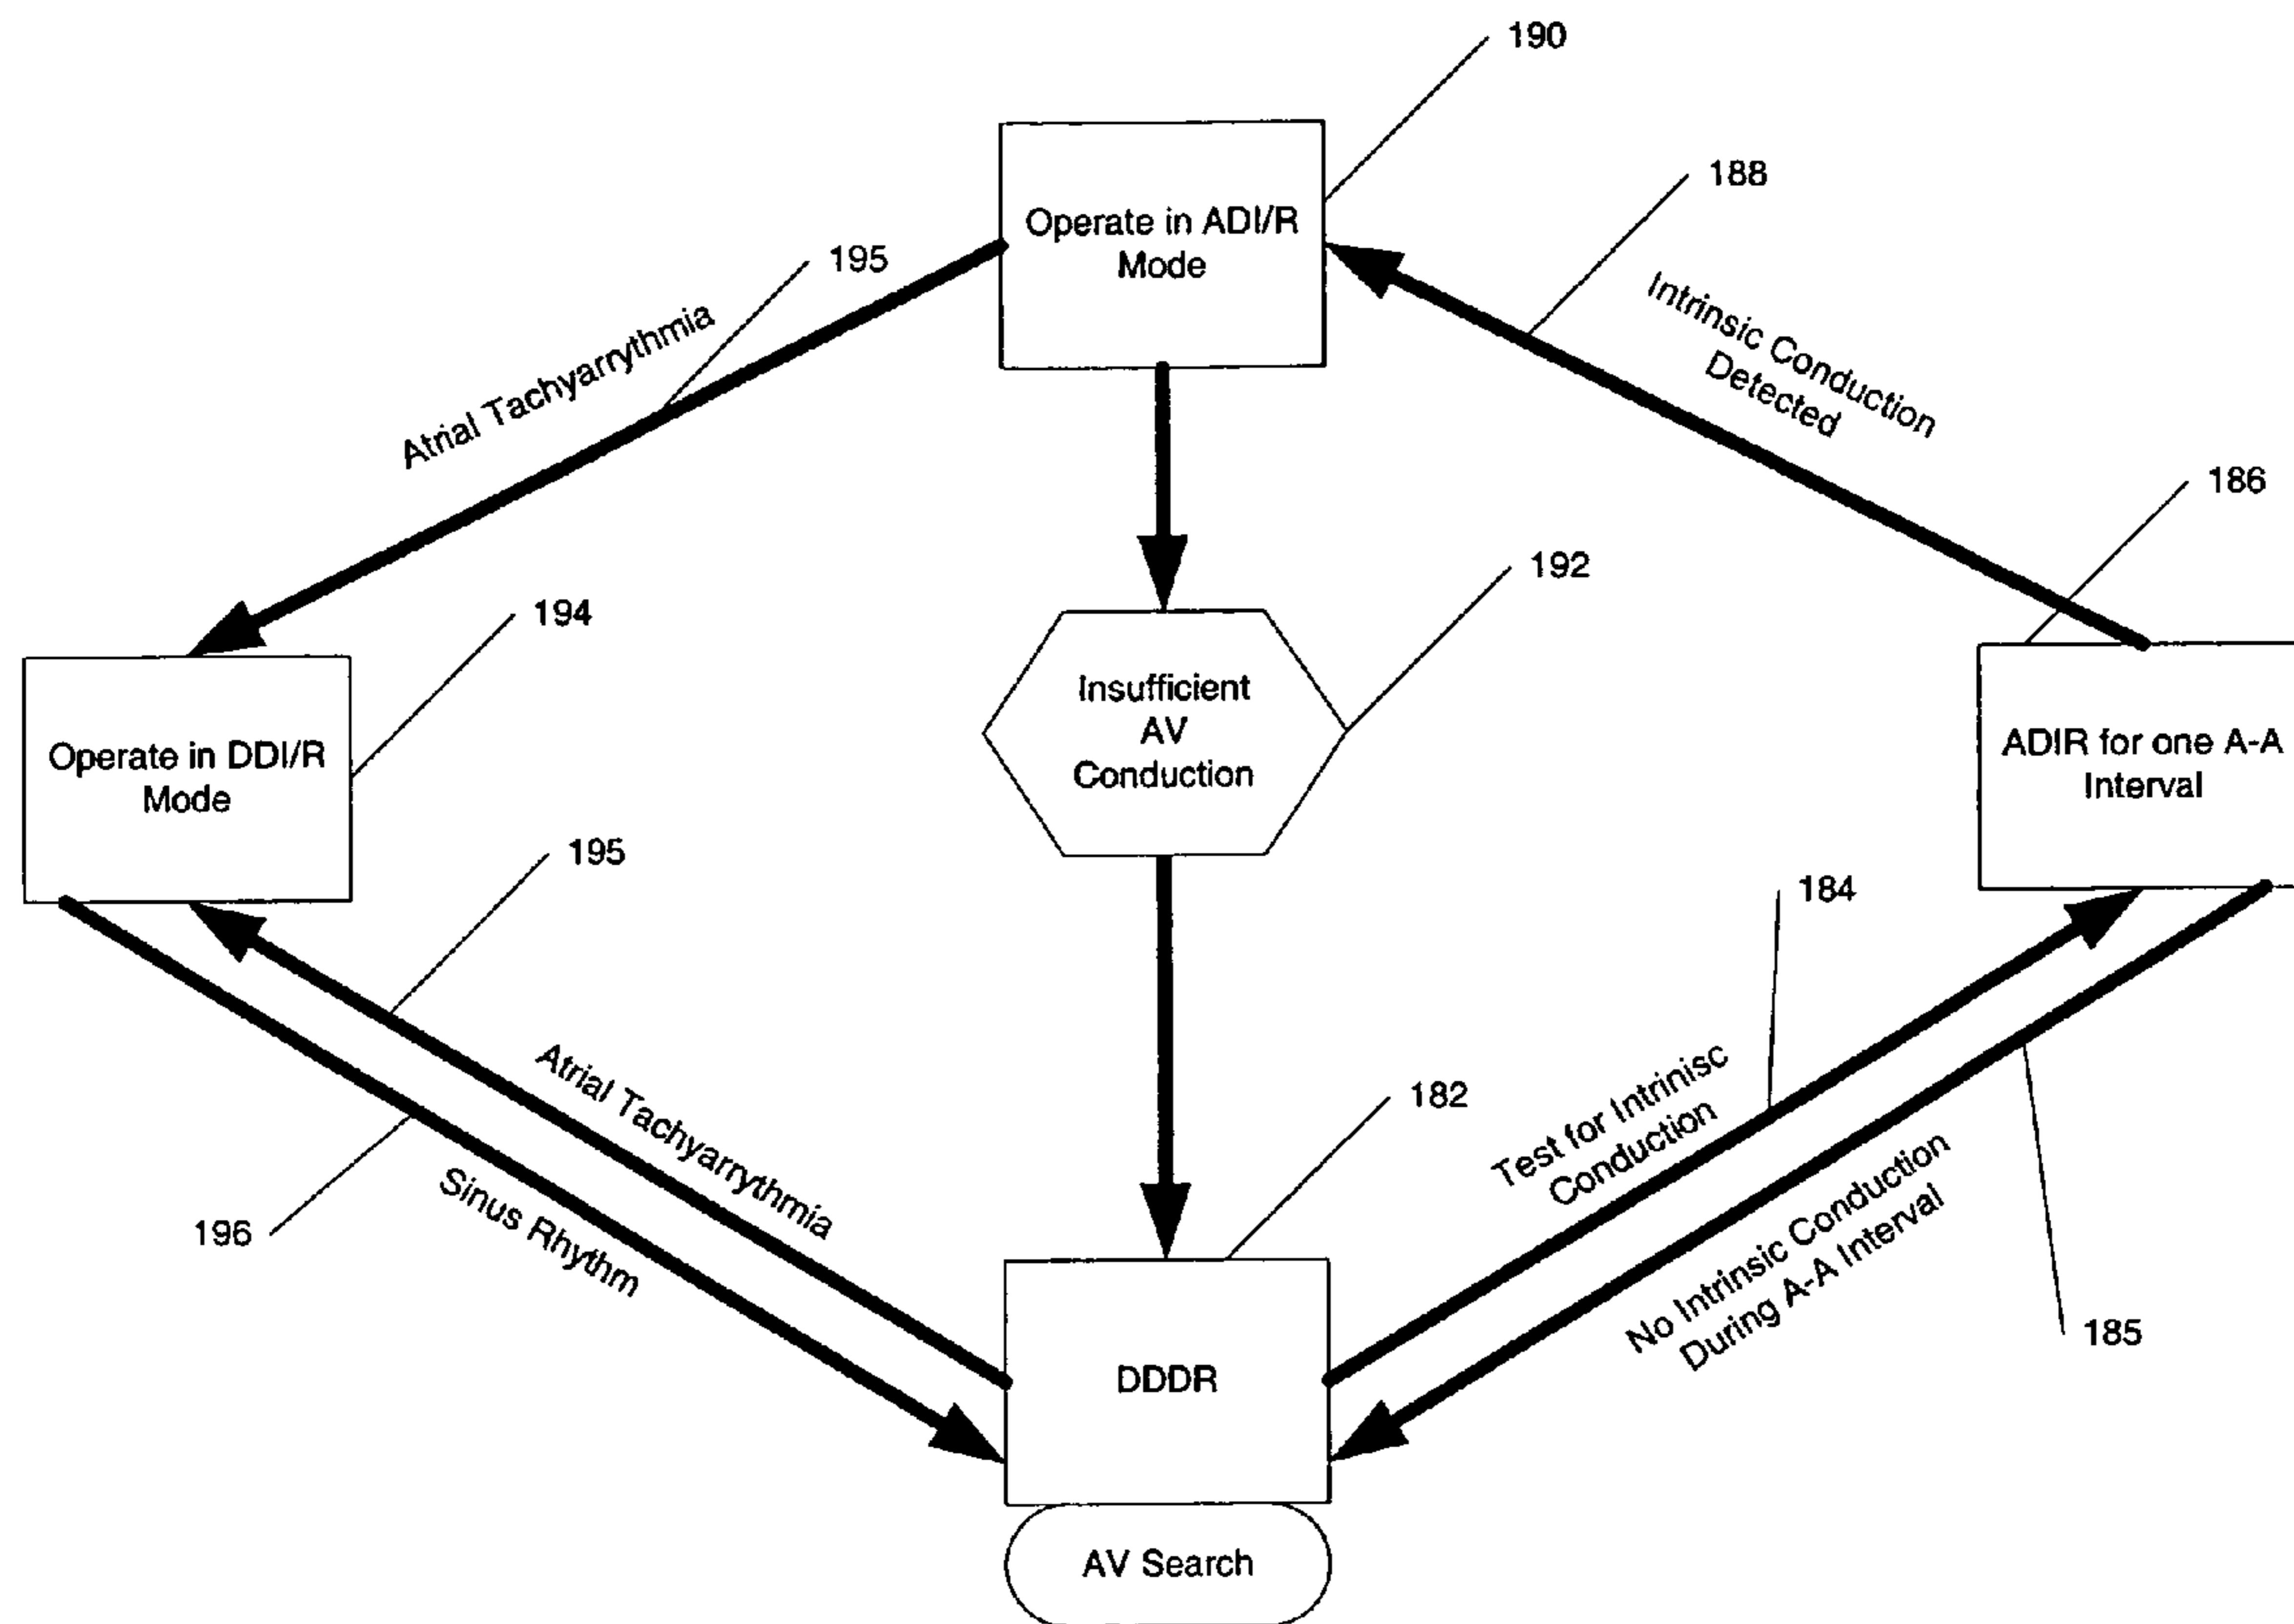 190
Operate in ADI/R
Mode
188
195
Atrial Tachyarrythmia
Intrinsic Conduction
Detected
186
192
194
Insufficient
AV
Conduction
Operate in DDI/R
Mode
ADIR for one A-A
Interval
195
184
182
Atrial Tachyarrythmia
Sinus Rhythm
196
Test for Intrinisc
Conduction
No Intrinsic Conduction
During A-A Interval
185
DDDR
AV Search